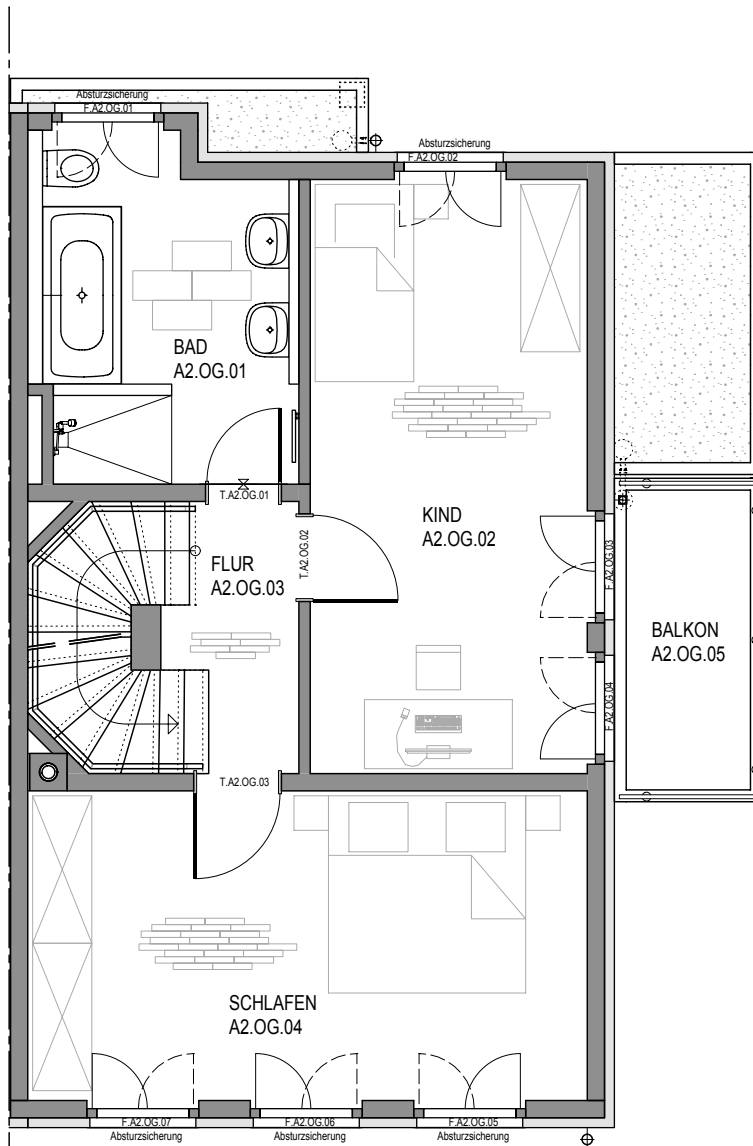 Absturzsicherung
F.A2.OG.01
Absturzsicherung
F.A2.OG.02
BAD
A2.OG.01
T.A2.OG.01
T.A2.OG.02
KIND
A2.OG.02
FLUR
A2.OG.03
F.A2.OG.03
BALKON
A2.OG.05
F.A2.OG.04
T.A2.OG.03
SCHLAFEN
A2.OG.04
F.A2.OG.07
F.A2.OG.06
F.A2.OG.05
Absturzsicherung
Absturzsicherung
Absturzsicherung